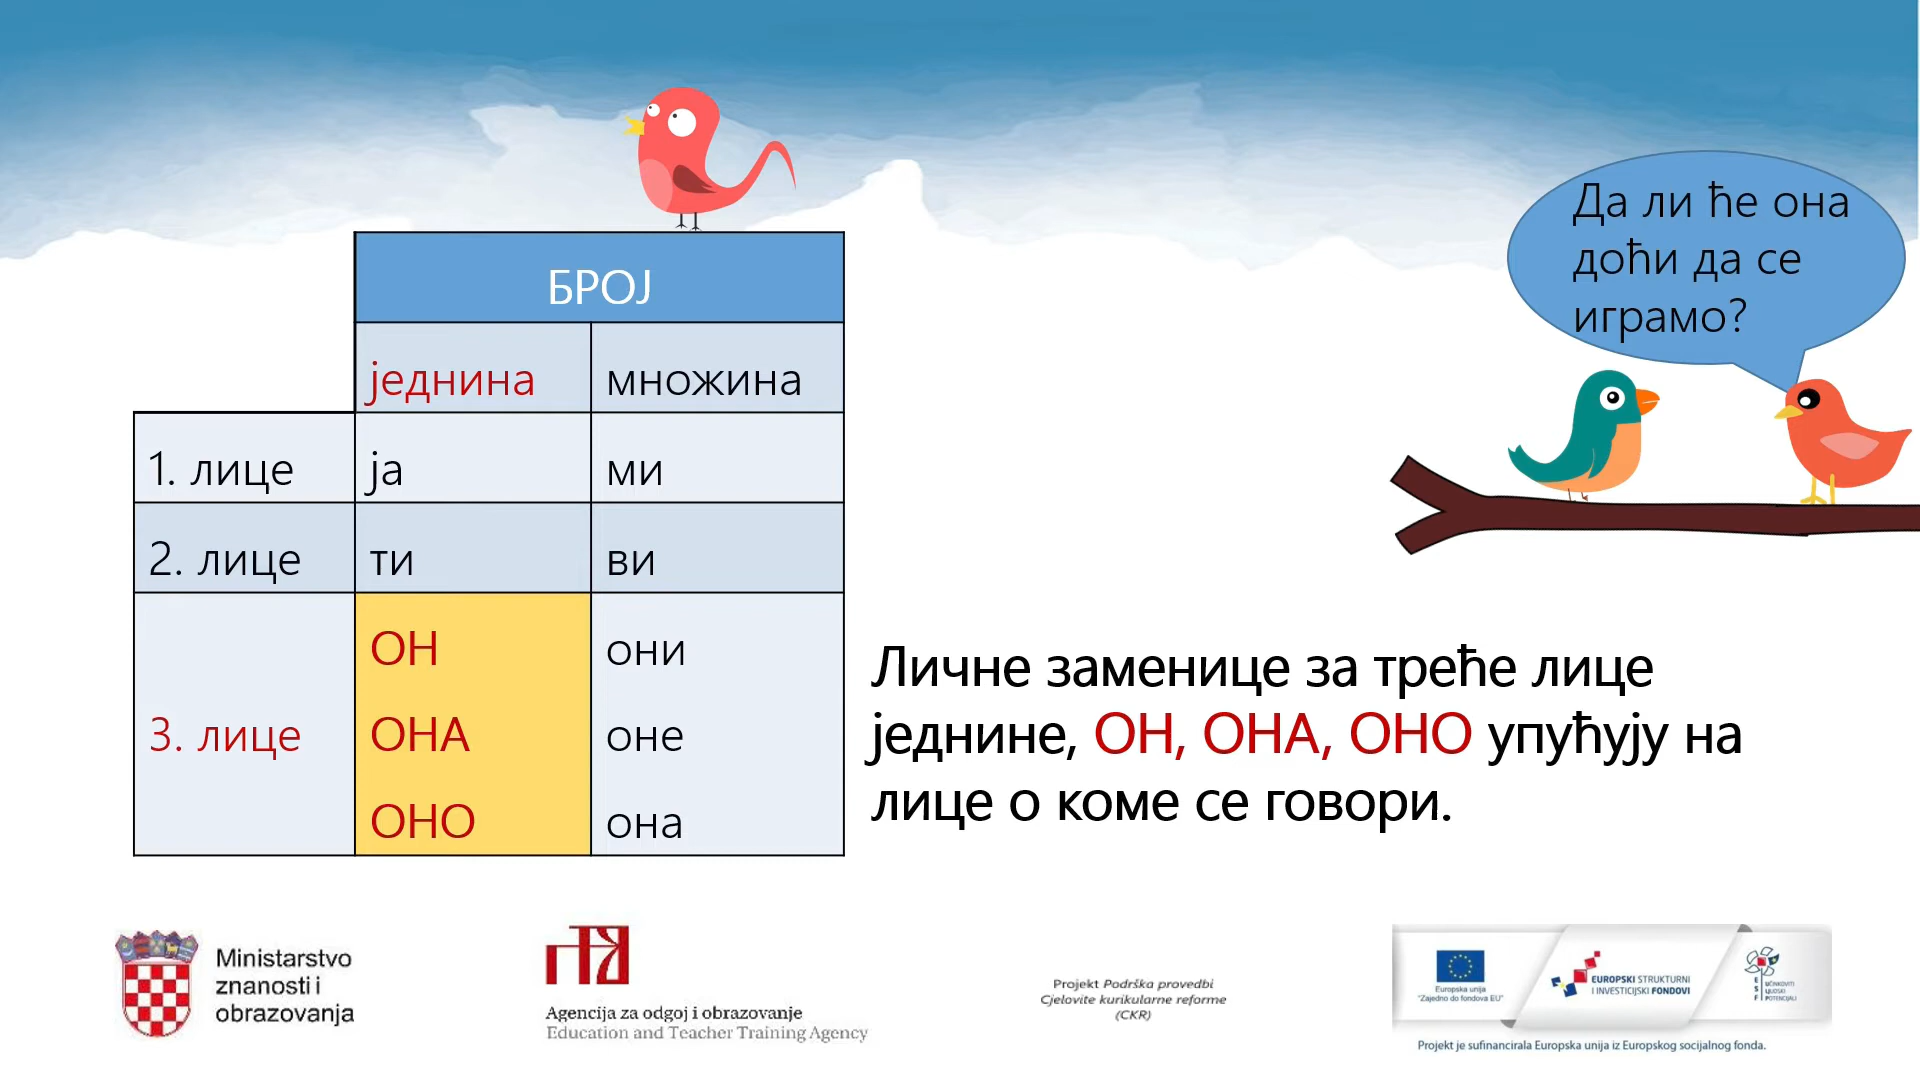 БРОЈ
једнина множина
1. лице ја ми
2. лице ти ви
ОН они
3. лице ОНА оне
ОНО она
Да ли ће она
доћи да се
играмо?
Личне заменице за треће лице
једнине, ОН, ОНА, ОНО упућују на
лице о коме се говори.
Ministarstvo
znanosti i
obrazovanja
Agencija za odgoj i obrazovanje
Education and Teacher Training Agency
Projekt Podrška provedbi
Cjelovite kurikularne reforme
(CKR)
Europska unija
"Zajedno do fondova EU"
EUROPSKI STRUKTURNI
I INVESTICIJSKI FONDOVI
ESF
UČINKOVITI
LJUDSKI
POTENCIJALI
Projekt je sufinancirala Europska unija iz Europskog socijalnog fonda.